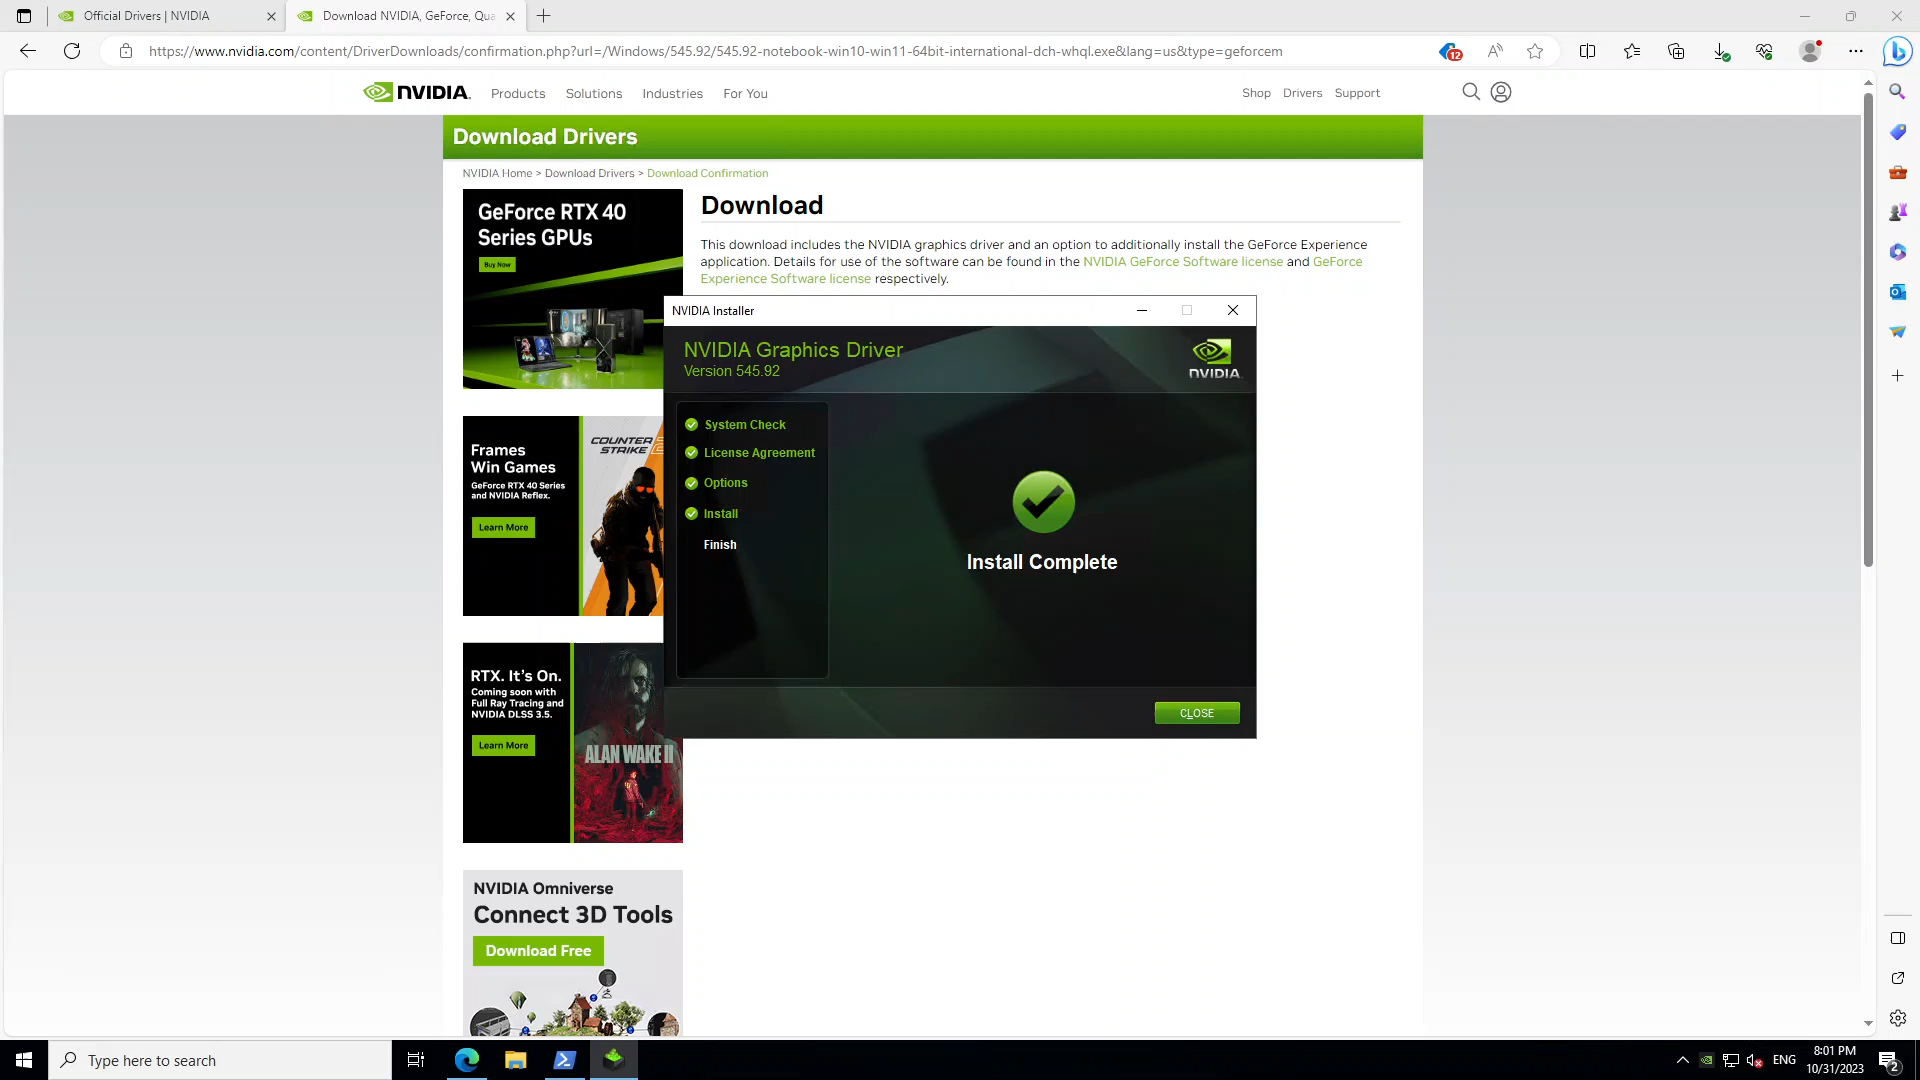 Official Drivers | NVIDIA
Download NVIDIA, GeForce, Qua
https://www.nvidia.com/content/DriverDownloads/confirmation.php?url=/Windows/545.92/545.92-notebook-win10-win11-64bit-international-dch-whql.exe&lang=us&type=geforcem
12
NVIDIA.
Products
Solutions
Industries
For You
Shop
Drivers
Support
Download Drivers
NVIDIA Home > Download Drivers > Download Confirmation
GeForce RTX 40
Series GPUs
Buy Now
Download
This download includes the NVIDIA graphics driver and an option to additionally install the GeForce Experience
application. Details for use of the software can be found in the NVIDIA GeForce Software license and GeForce
Experience Software license respectively.
NVIDIA Installer
NVIDIA Graphics Driver
Version 545.92
NVIDIA.
System Check
License Agreement
Options
Install
Finish
Install Complete
CLOSE
Frames
Win Games
GeForce RTX 40 Series
and NVIDIA Reflex.
Learn More
COUNTER
STRIKE
RTX. It's On.
Coming soon with
Full Ray Tracing and
NVIDIA DLSS 3.5.
Learn More
ALAN WAKE II
NVIDIA Omniverse
Connect 3D Tools
Download Free
Type here to search
ENG
8:01 PM
10/31/2023
2